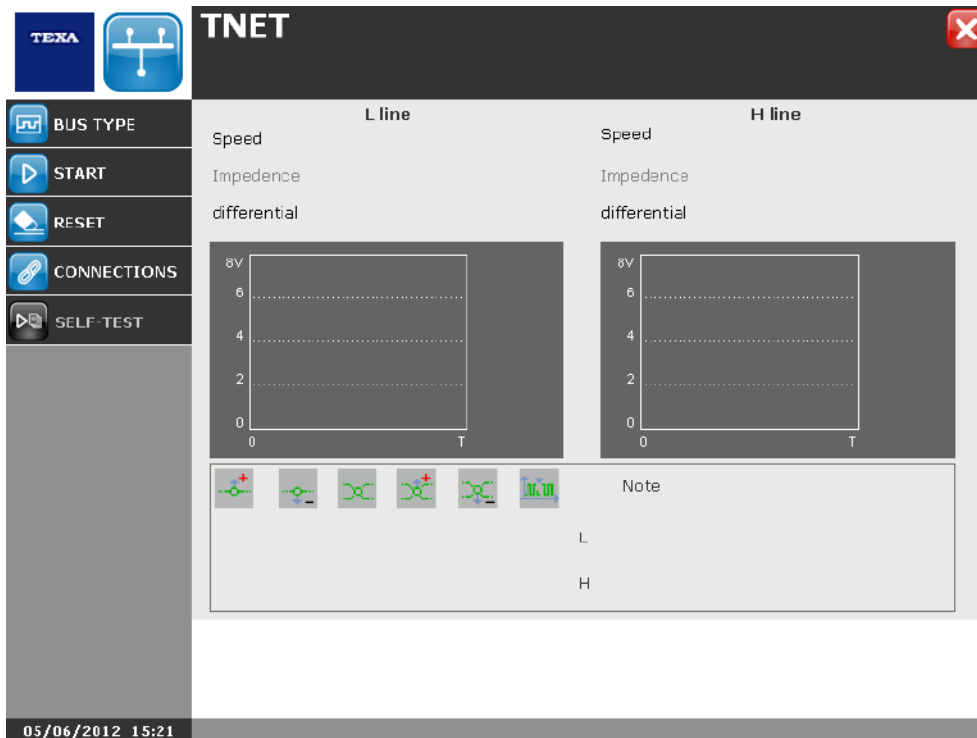 TEXA
TNET
BUS TYPE
START
RESET
CONNECTIONS
SELF-TEST
L line
H line
Speed
Speed
Impedence
Impedence
differential
differential
8V
6
4
2
0
0
T
8V
6
4
2
0
0
T
Note
L
H
05/06/2012 15:21